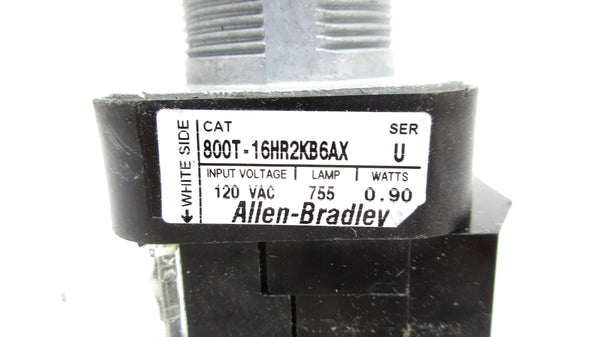 ← WHITE SIDE
CAT SER
800T-16HR2KB6AX U
INPUT VOLTAGE LAMP WATTS
120 VAC 755 0.90
Allen-Bradley